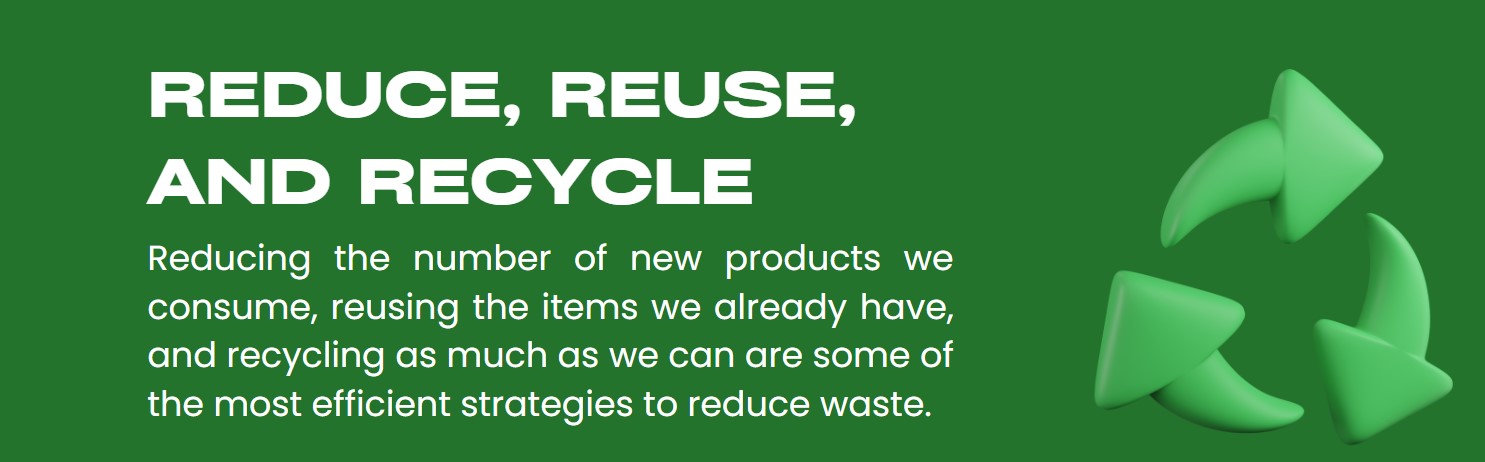 REDUCE, REUSE,
AND RECYCLE
Reducing the number of new products we
consume, reusing the items we already have,
and recycling as much as we can are some of
the most efficient strategies to reduce waste.